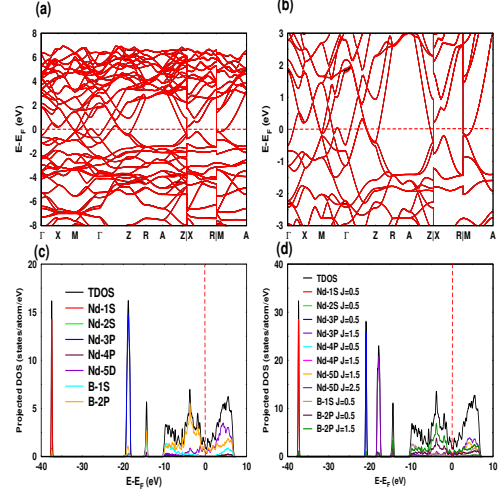 (a)
(b)
8
6
4
2
0
-2
-4
-6
-8
E-E_F (eV)
Γ X M Γ Z R A Z|X R|M A
3
2
1
0
-1
-2
-3
E-E_F (eV)
Γ X M Γ Z R A Z|X R|M A
(c)
20
15
10
5
0
Projected DOS (states/atom/eV)
TDOS
Nd-1S
Nd-2S
Nd-3P
Nd-4P
Nd-5D
B-1S
B-2P
-40 -30 -20 -10 0 10
E-E_F (eV)
(d)
40
30
20
10
0
Projected DOS (states/atom/eV)
TDOS
Nd-1S J=0.5
Nd-2S J=0.5
Nd-3P J=0.5
Nd-3P J=1.5
Nd-4P J=0.5
Nd-4P J=1.5
Nd-5D J=1.5
Nd-5D J=2.5
B-1S J=0.5
B-2P J=0.5
B-2P J=1.5
-40 -30 -20 -10 0 10
E-E_F (eV)